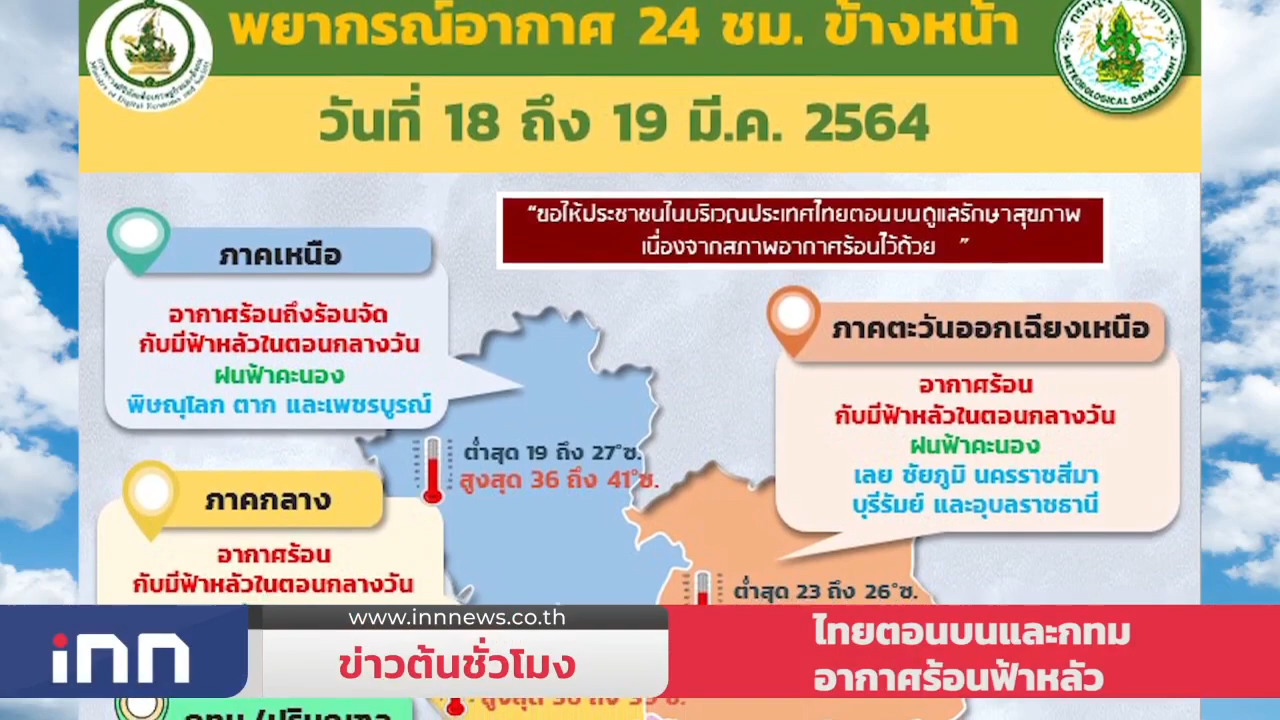 พยากรณ์อากาศ 24 ชม. ข้างหน้า
วันที่ 18 ถึง 19 มี.ค. 2564
METEOROLOGICAL DEPARTMENT
“ขอให้ประชาชนในบริเวณประเทศไทยตอนบนดูแลรักษาสุขภาพ
เนื่องจากสภาพอากาศร้อนไว้ด้วย ”
ภาคเหนือ
อากาศร้อนถึงร้อนจัด
กับมีฟ้าหลัวในตอนกลางวัน
ฝนฟ้าคะนอง
พิษณุโลก ตาก และเพชรบูรณ์
ต่ำสุด 19 ถึง 27°ซ.
สูงสุด 36 ถึง 41°ซ.
ภาคตะวันออกเฉียงเหนือ
อากาศร้อน
กับมีฟ้าหลัวในตอนกลางวัน
ฝนฟ้าคะนอง
เลย ชัยภูมิ นครราชสีมา
บุรีรัมย์ และอุบลราชธานี
ต่ำสุด 23 ถึง 26°ซ.
ภาคกลาง
อากาศร้อน
กับมีฟ้าหลัวในตอนกลางวัน
inn
www.innnews.co.th
ข่าวต้นชั่วโมง
ไทยตอนบนและกทม
อากาศร้อนฟ้าหลัว